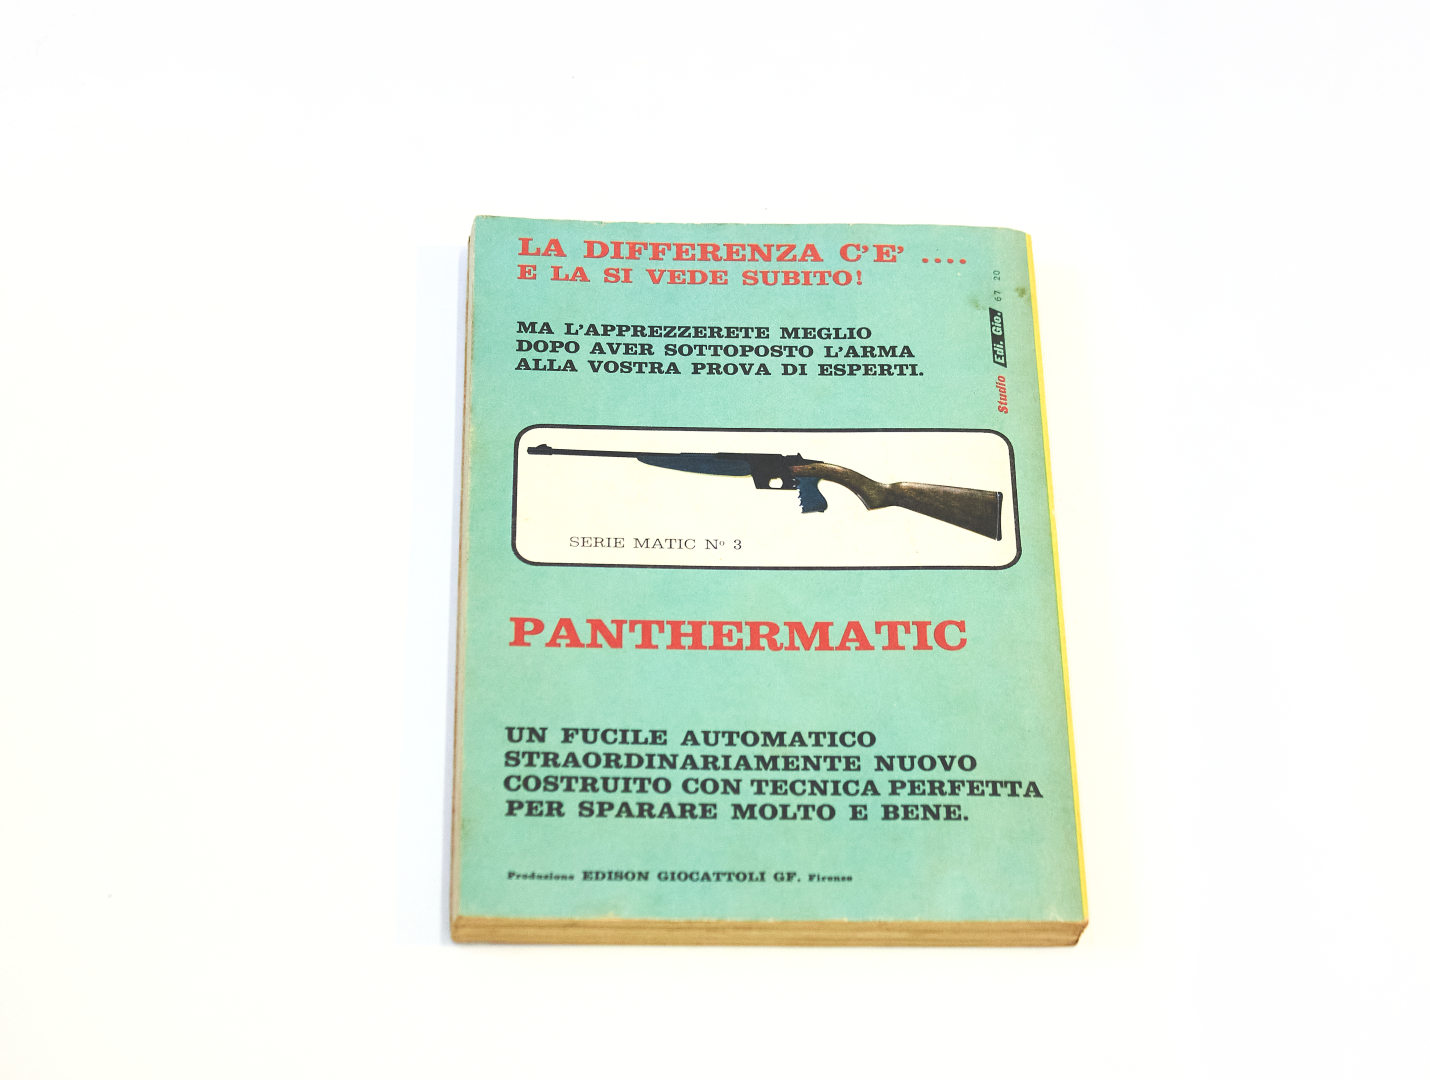 LA DIFFERENZA C'E' ....
E LA SI VEDE SUBITO!
Studio Edi. Gio. 67 20
MA L'APPREZZERETE MEGLIO
DOPO AVER SOTTOPOSTO L'ARMA
ALLA VOSTRA PROVA DI ESPERTI.
SERIE MATIC Nº 3
PANTHERMATIC
UN FUCILE AUTOMATICO
STRAORDINARIAMENTE NUOVO
COSTRUITO CON TECNICA PERFETTA
PER SPARARE MOLTO E BENE.
Produzione EDISON GIOCATTOLI GF. Firenze